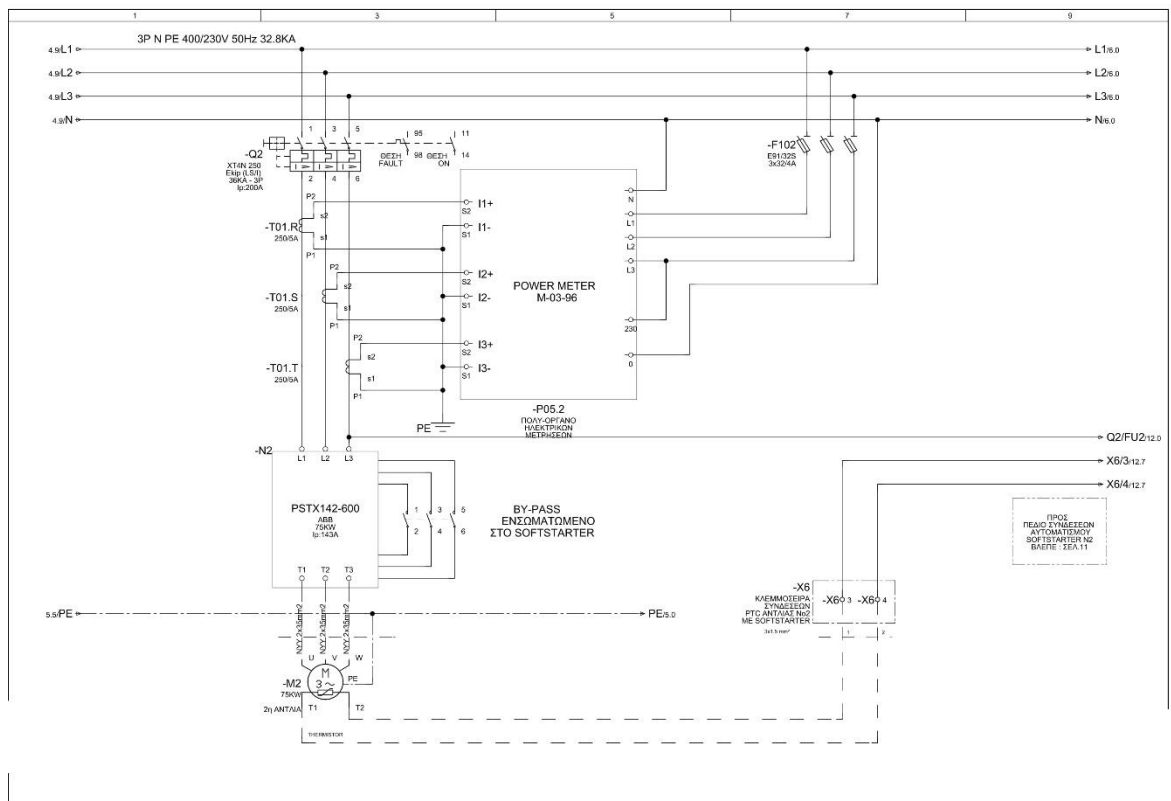 1 3 5 7 9
3P N PE 400/230V 50Hz 32.8KA
4.9/L1 L1/6.0
4.9/L2 L2/6.0
4.9/L3 L3/6.0
4.9/N N/6.0
1 3 5 95 11
-Q2
XT4N 250
Ekip (LS/I)
36KA - 3P
Ip:200A
ΘΕΣΗ
FAULT
98
ΘΕΣΗ
ON
14
2 4 6
-F102
E91/32S
3x32/4A
P2
s2
-T01.R
250/5A
s1
P1
P2
s2
-T01.S
250/5A
s1
P1
P2
s2
-T01.T
250/5A
s1
P1
I1+
S2
I1-
S1
I2+
S2
I2-
S1
I3+
S2
I3-
S1
POWER METER
M-03-96
N
L1
L2
L3
230
0
PE
-P05.2
ΠΟΛΥ-ΟΡΓΑΝΟ
ΗΛΕΚΤΡΙΚΩΝ
ΜΕΤΡΗΣΕΩΝ
Q2/FU2/12.0
X6/3/12.7
X6/4/12.7
-N2
L1 L2 L3
PSTX142-600
ABB
75KW
Ip:143A
T1 T2 T3
1 3 5
2 4 6
BY-PASS
ΕΝΣΩΜΑΤΩΜΕΝΟ
ΣΤΟ SOFTSTARTER
ΠΡΟΣ
ΠΕΔΙΟ ΣΥΝΔΕΣΕΩΝ
ΑΥΤΟΜΑΤΙΣΜΟΥ
SOFTSTARTER N2
ΒΛΕΠΕ : ΣΕΛ.11
-X6
ΚΛΕΜΜΟΣΕΙΡΑ
ΣΥΝΔΕΣΕΩΝ
PTC ΑΝΤΛΙΑΣ Νο2
ΜΕ SOFTSTARTER
3x1.5 mm²
-X6 3 -X6 4
1 2
5.5/PE PE/5.0
NYY 2x35mm2
NYY 2x35mm2
NYY 2x35mm2
U V W
M
3 ~
PE
-M2
75KW
2η ΑΝΤΛΙΑ
T1 T2
THERMISTOR